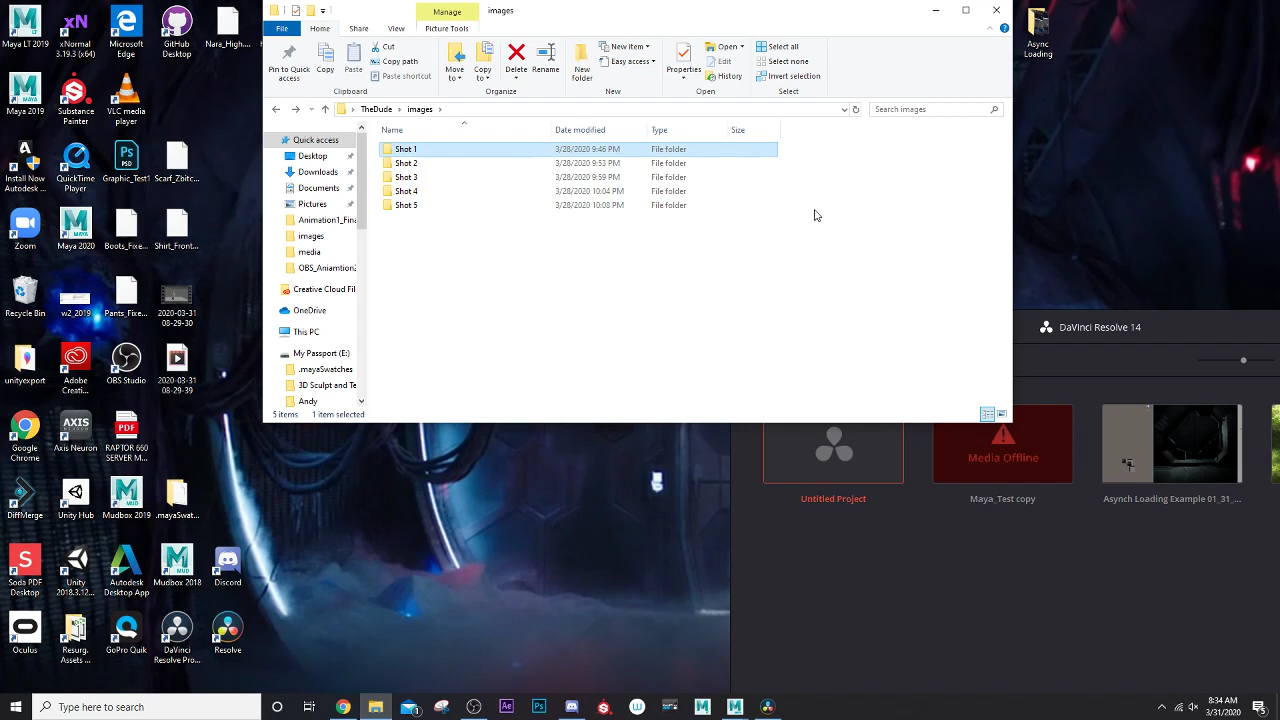 Manage
images
File
Home
Share
View
Picture Tools
Pin to Quick access
Copy
Paste
Cut
Copy path
Paste shortcut
Clipboard
Move to
Copy to
Delete
Rename
Organize
New folder
New item
Easy access
New
Properties
Open
Edit
History
Open
Select all
Select none
Invert selection
Select
TheDude
images
Search images
Name
Date modified
Type
Size
Shot 1 3/28/2020 9:46 PM File folder
Shot 2 3/28/2020 9:53 PM File folder
Shot 3 3/28/2020 9:59 PM File folder
Shot 4 3/28/2020 10:04 PM File folder
Shot 5 3/28/2020 10:08 PM File folder
Quick access
Desktop
Downloads
Documents
Pictures
Animation1_Fina
images
media
OBS_Animation
Creative Cloud Fil
OneDrive
This PC
My Passport (E:)
.mayaSwatches
3D Sculpt and Te
Andy
5 items
1 item selected
Maya LT 2019
xNormal 3.19.3
Microsoft Edge
GitHub Desktop
Nara_High...
Maya 2019
Substance Painter
VLC media player
Install Now Autodesk ...
QuickTime Player
Graphic_Test1
Scarf_Zbitc...
Zoom
Maya 2020
Boots_Fixe...
Shirt_Front...
Recycle Bin
w2_2019
Pants_Fixe...
2020-03-31 08-29-30
unityexport
Adobe Creati...
OBS Studio
2020-03-31 08-29-39
Google Chrome
AXIS NEURON
Axis Neuron
PDF
RAPTOR 660 SERVER M...
DiffMerge
Unity Hub
Mudbox 2019
.mayaSwat...
Soda PDF Desktop
Unity 2018.3.12...
Autodesk Desktop App
Mudbox 2018
Discord
Oculus
Resurg. Assets ...
GoPro Quik
DaVinci Resolve Pro...
Resolve
Async Loading
DaVinci Resolve 14
Media Offline
Untitled Project
Maya_Test copy
Asynch Loading Example 01_31_...
Type here to search
8:34 AM
3/31/2020